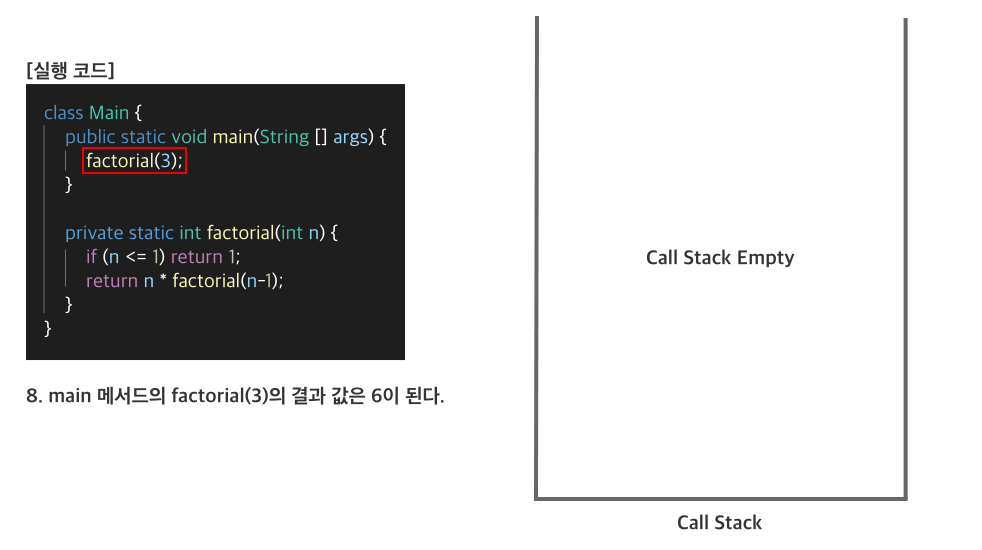 [실행 코드]
class Main {
public static void main(String [] args) {
factorial(3);
}
private static int factorial(int n) {
if (n <= 1) return 1;
return n * factorial(n-1);
}
}
8. main 메서드의 factorial(3)의 결과 값은 6이 된다.
Call Stack Empty
Call Stack